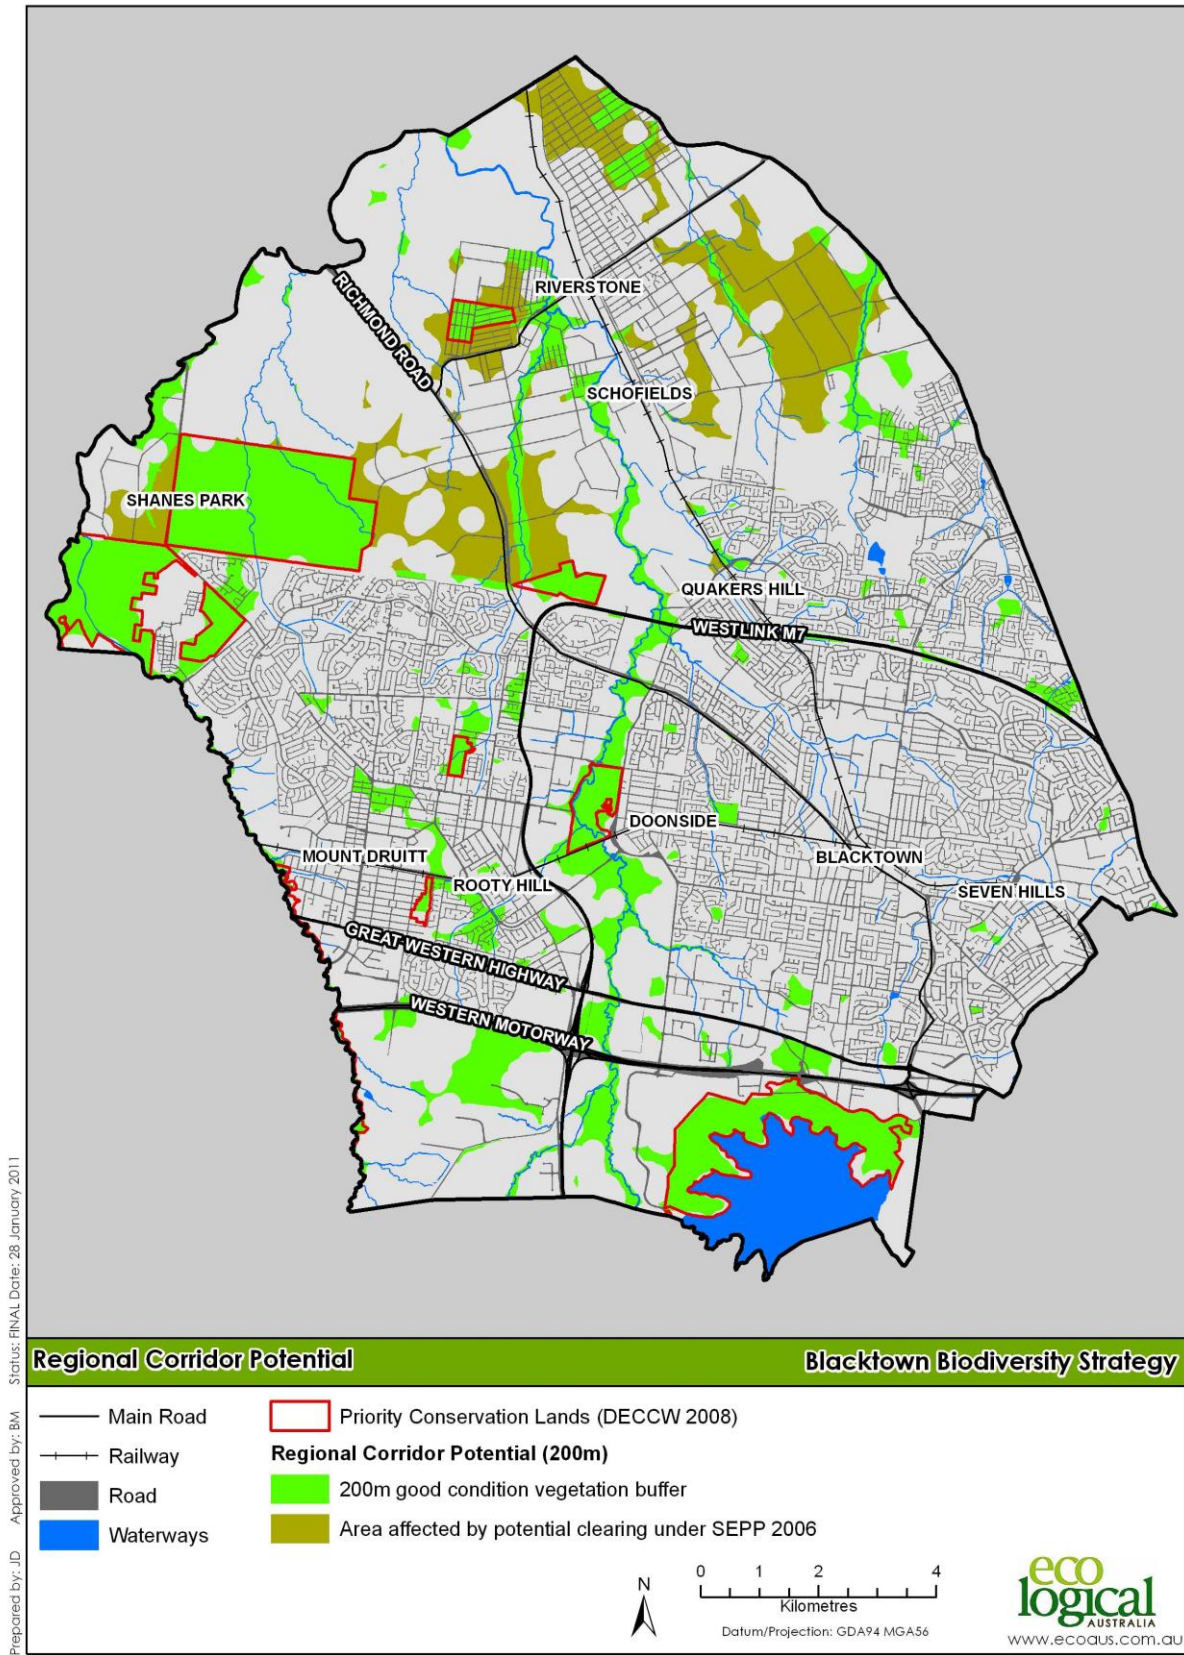 RIVERSTONE
RICHMOND ROAD
SCHOFIELDS
SHANES PARK
QUAKERS HILL
WESTLINK M7
DOONSIDE
MOUNT DRUITT
BLACKTOWN
ROOTY HILL
SEVEN HILLS
GREAT WESTERN HIGHWAY
WESTERN MOTORWAY
Regional Corridor Potential
Blacktown Biodiversity Strategy
Main Road
Railway
Road
Waterways
Priority Conservation Lands (DECCW 2008)
Regional Corridor Potential (200m)
200m good condition vegetation buffer
Area affected by potential clearing under SEPP 2006
N
0 1 2 4
Kilometres
Datum/Projection: GDA94 MGA56
eco
logical
AUSTRALIA
www.ecoaus.com.au
Prepared by: JD Approved by: BM Status: FINAL Date: 28 January 2011